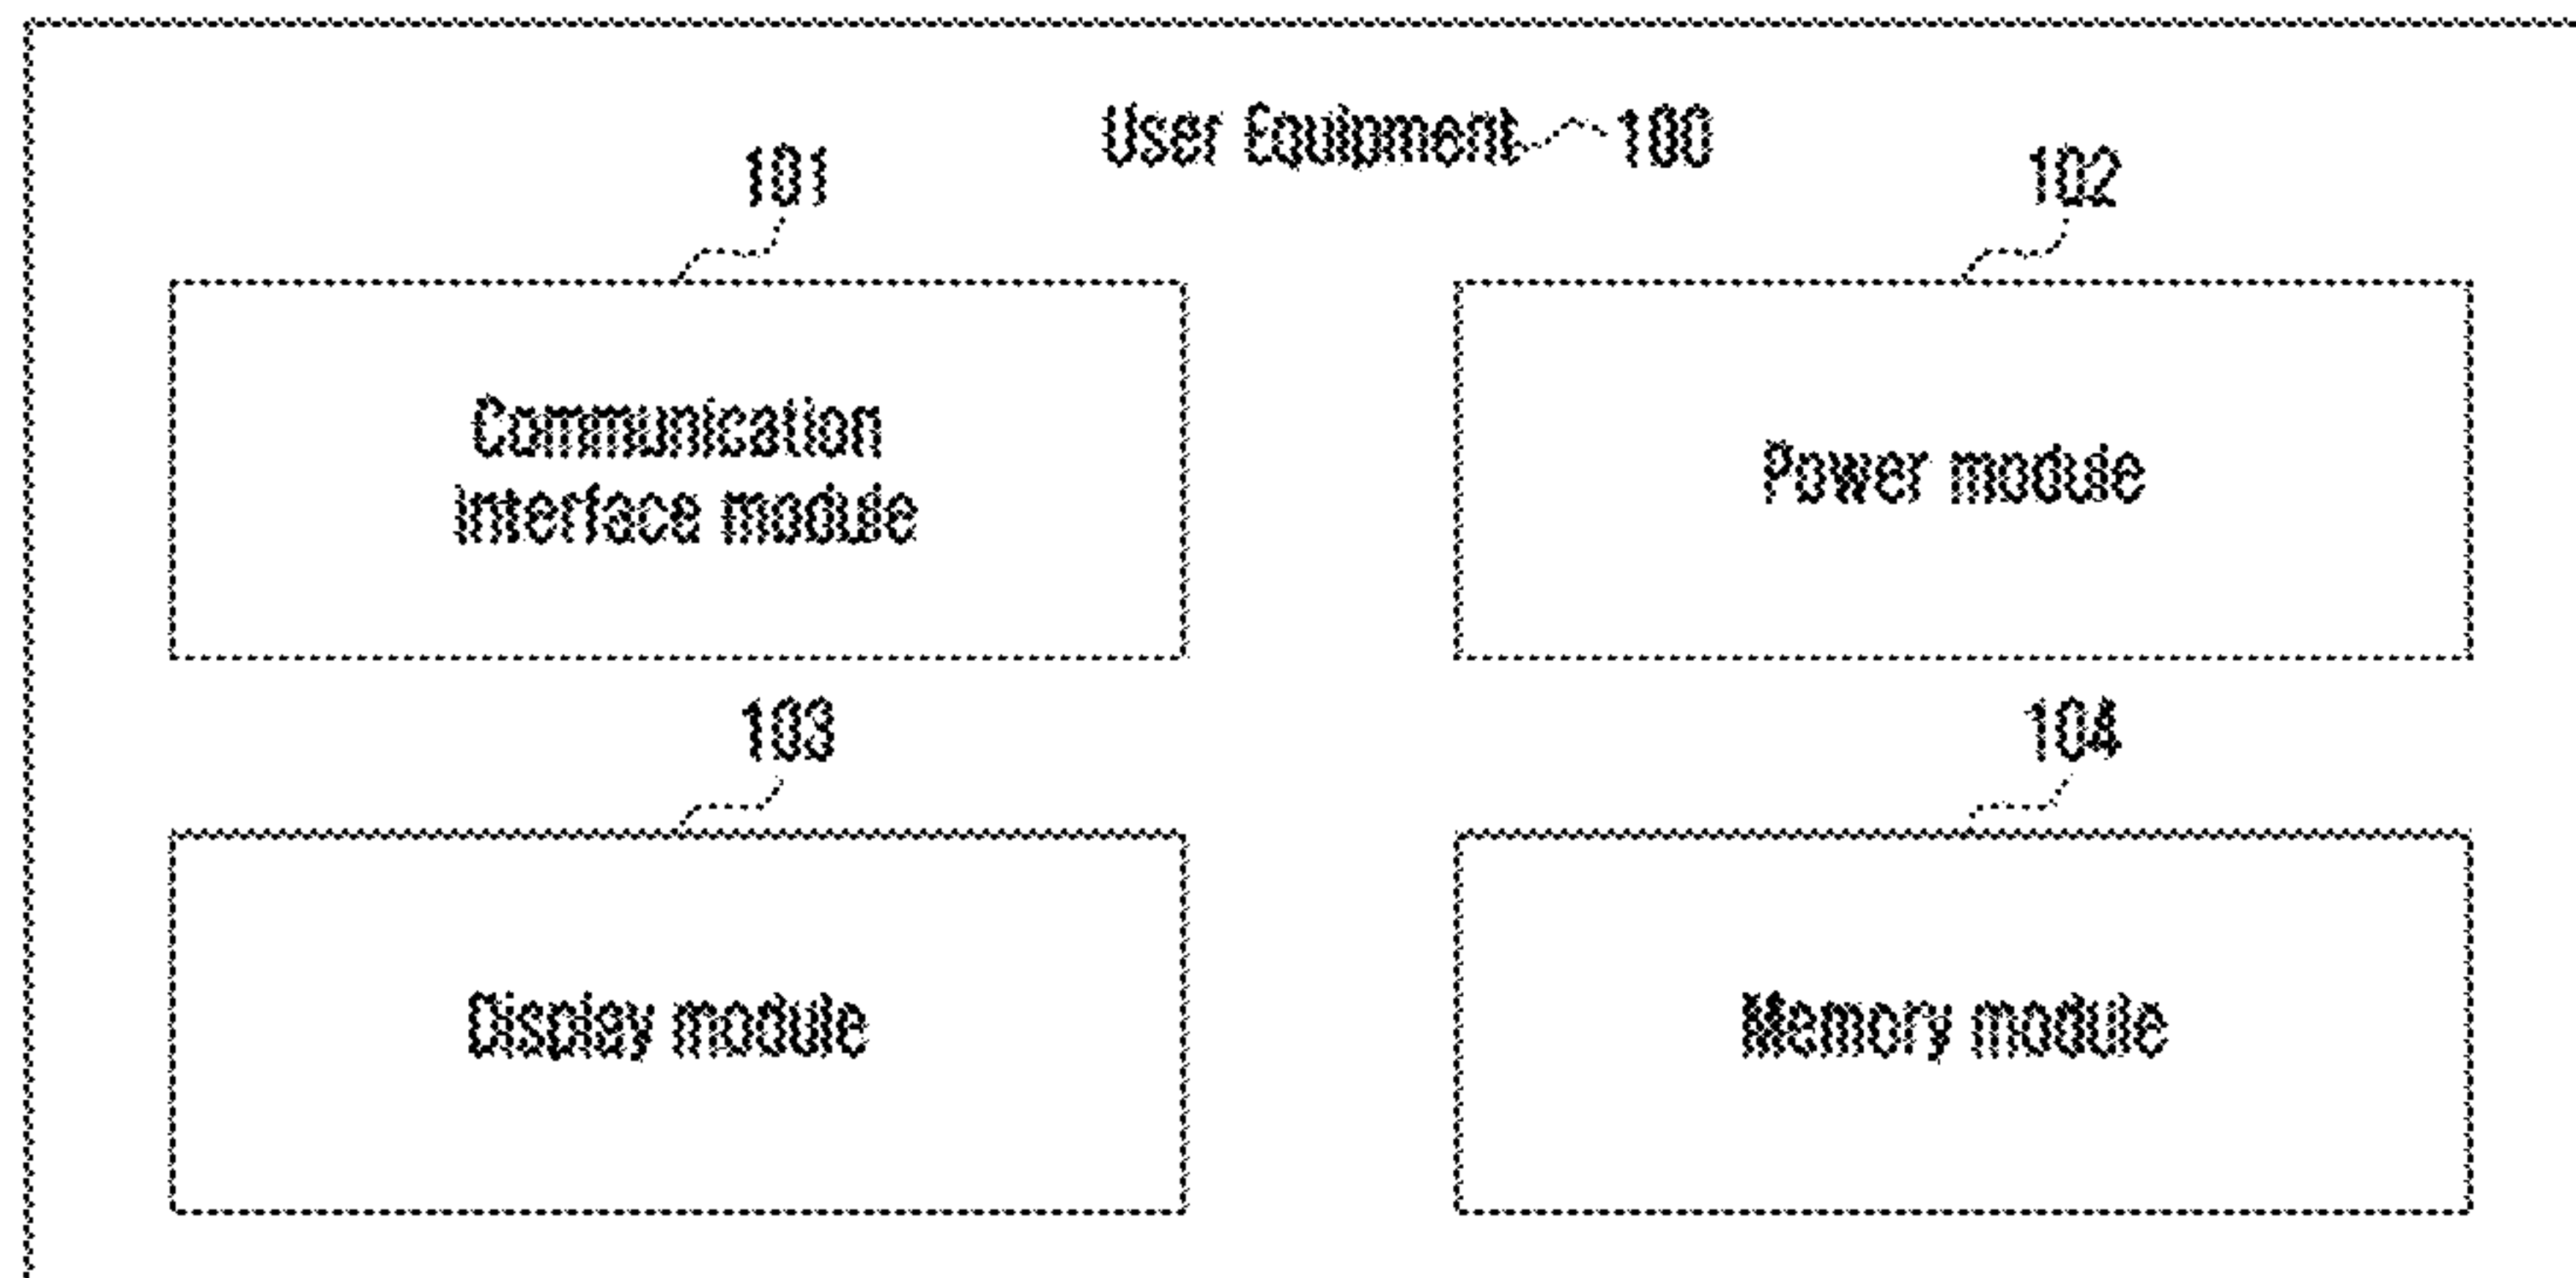 User Equipment 100
101
102
Communication
interface module
Power module
103
104
Display module
Memory module